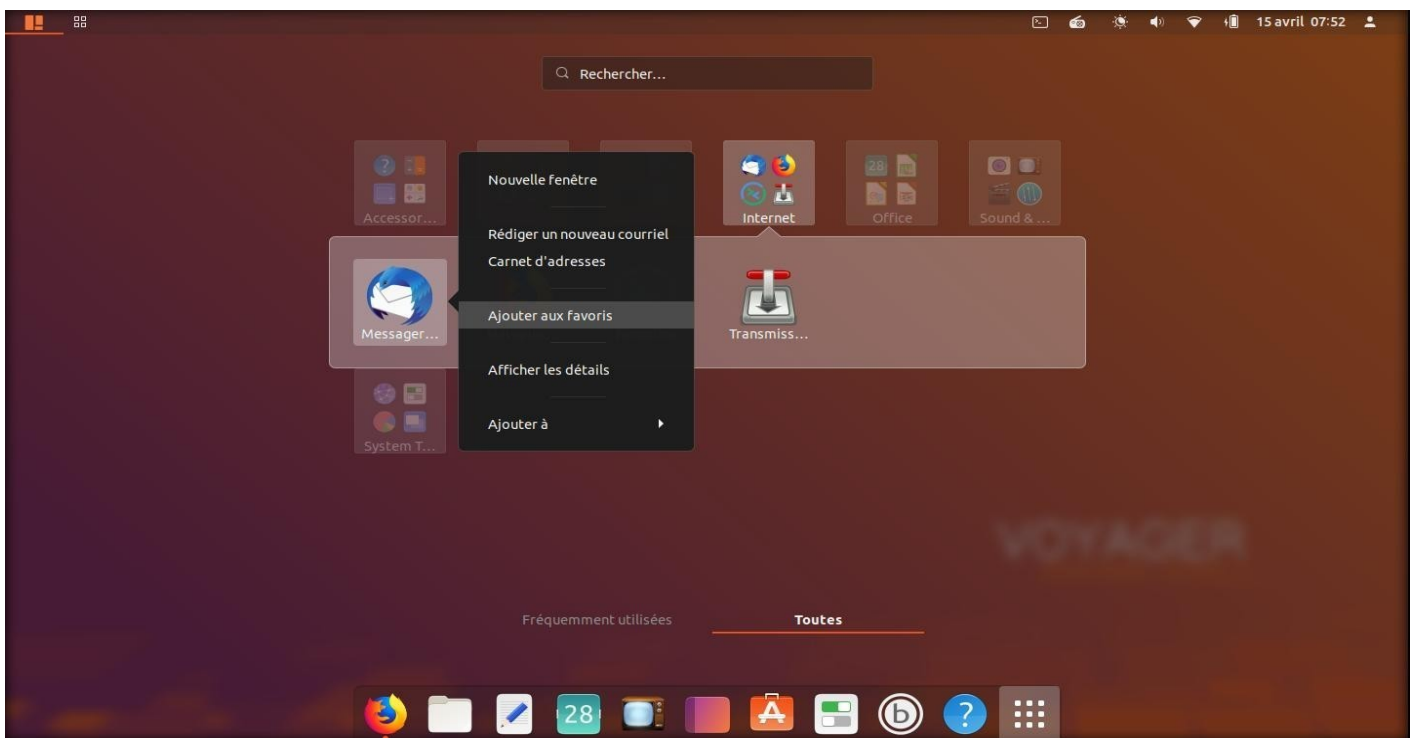 15 avril 07:52
Rechercher...
Accessor...
Internet
Office
Sound & ...
Nouvelle fenêtre
Rédiger un nouveau courriel
Carnet d'adresses
Ajouter aux favoris
Afficher les détails
Ajouter à
Messager...
Transmiss...
System T...
VOYAGER
Fréquemment utilisées
Toutes
28
28